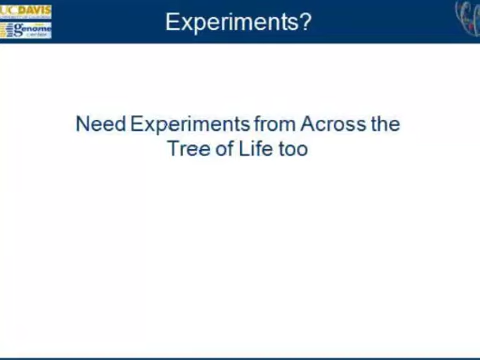 Experiments?
UC DAVIS
genome
Need Experiments from Across the
Tree of Life too